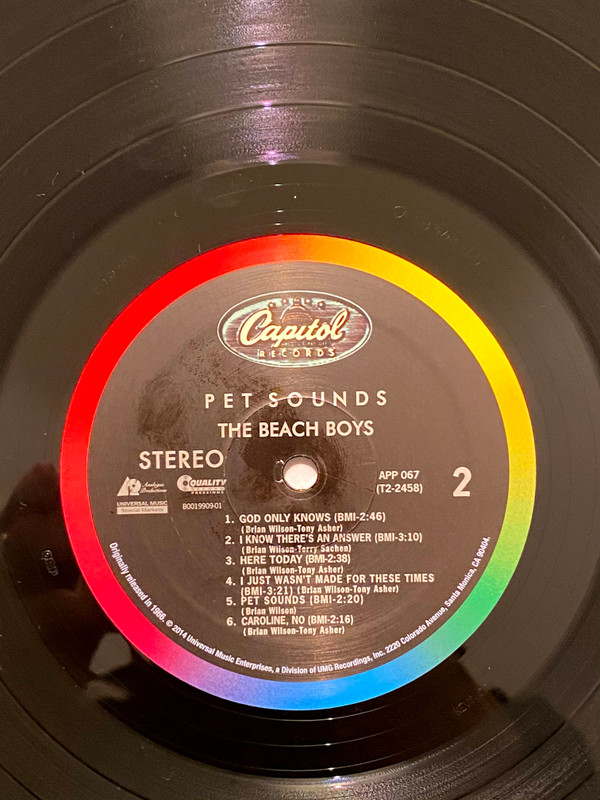 Capitol
RECORDS
PET SOUNDS
THE BEACH BOYS
STEREO
Analogue
Productions
QUALITY
RECORD
PRESSINGS
UNIVERSAL MUSIC
Special Markets
B0019909-01
APP 067
(T2-2458)
2
1. GOD ONLY KNOWS (BMI-2:46)
(Brian Wilson-Tony Asher)
2. I KNOW THERE'S AN ANSWER (BMI-3:10)
(Brian Wilson-Terry Sachen)
3. HERE TODAY (BMI-2:38)
(Brian Wilson-Tony Asher)
4. I JUST WASN'T MADE FOR THESE TIMES
(BMI-3:21) (Brian Wilson-Tony Asher)
5. PET SOUNDS (BMI-2:20)
(Brian Wilson)
6. CAROLINE, NO (BMI-2:16)
(Brian Wilson-Tony Asher)
Originally released in 1966. © 2014 Universal Music Enterprises, a Division of UMG Recordings, Inc. 2220 Colorado Avenue, Santa Monica, CA 90404.